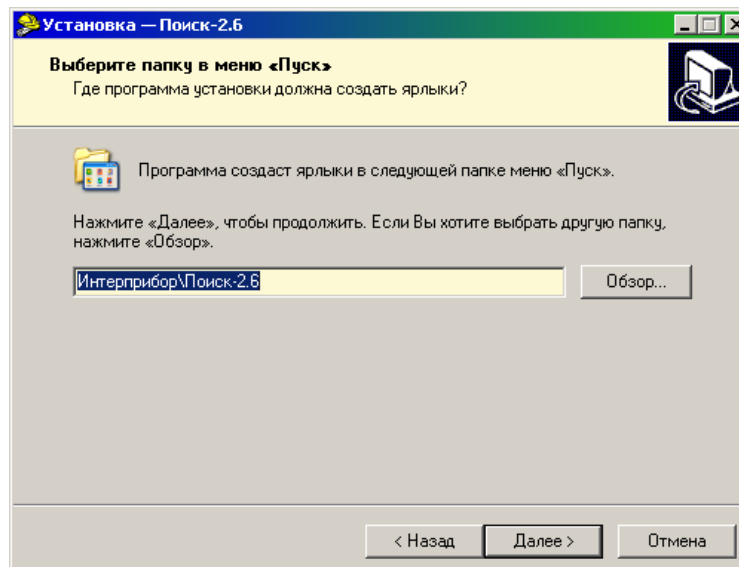 Установка — Поиск-2.6
Выберите папку в меню «Пуск»
Где программа установки должна создать ярлыки?
Программа создаст ярлыки в следующей папке меню «Пуск».
Нажмите «Далее», чтобы продолжить. Если Вы хотите выбрать другую папку,
нажмите «Обзор».
Интерприбор\Поиск-2.6
Обзор...
< Назад
Далее >
Отмена